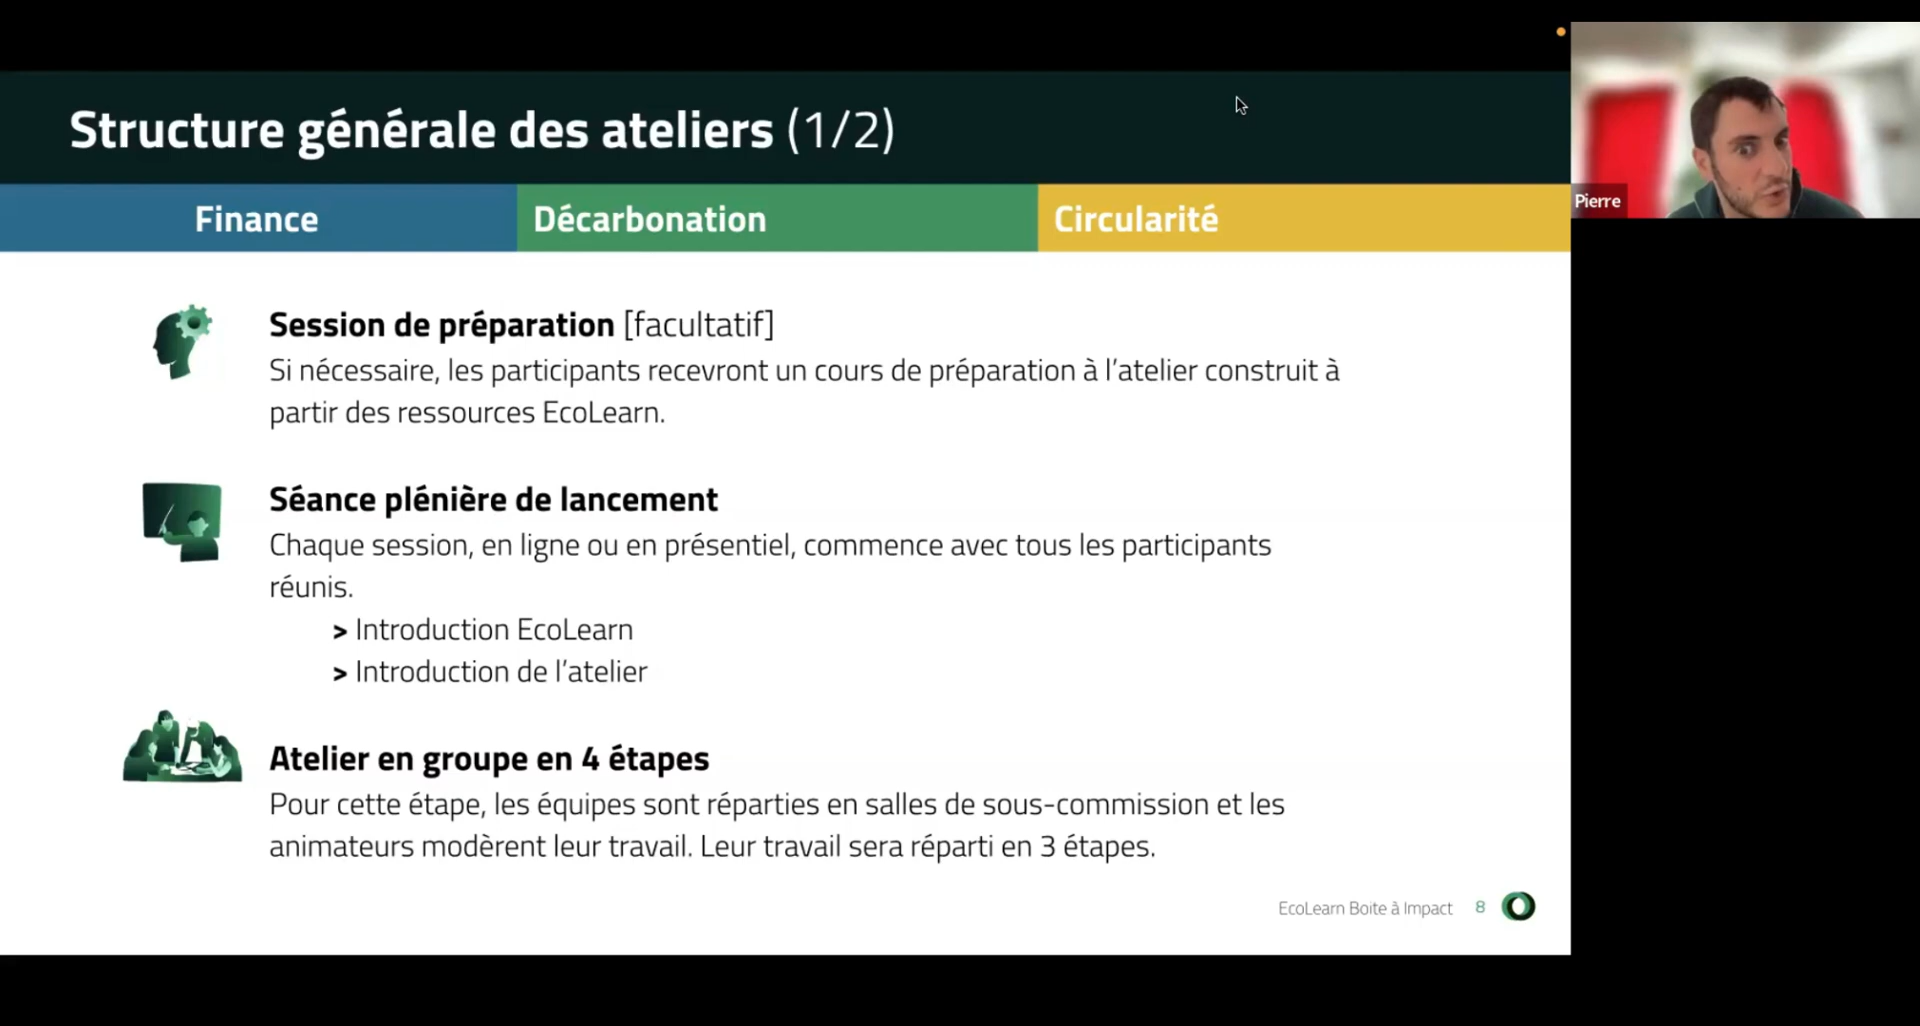 Structure générale des ateliers (1/2)
Finance
Décarbonation
Circularité
Pierre
Session de préparation [facultatif]
Si nécessaire, les participants recevront un cours de préparation à l'atelier construit à
partir des ressources EcoLearn.
Séance plénière de lancement
Chaque session, en ligne ou en présentiel, commence avec tous les participants
réunis.
> Introduction EcoLearn
> Introduction de l'atelier
Atelier en groupe en 4 étapes
Pour cette étape, les équipes sont réparties en salles de sous-commission et les
animateurs modèrent leur travail. Leur travail sera réparti en 3 étapes.
EcoLearn Boite à Impact 8